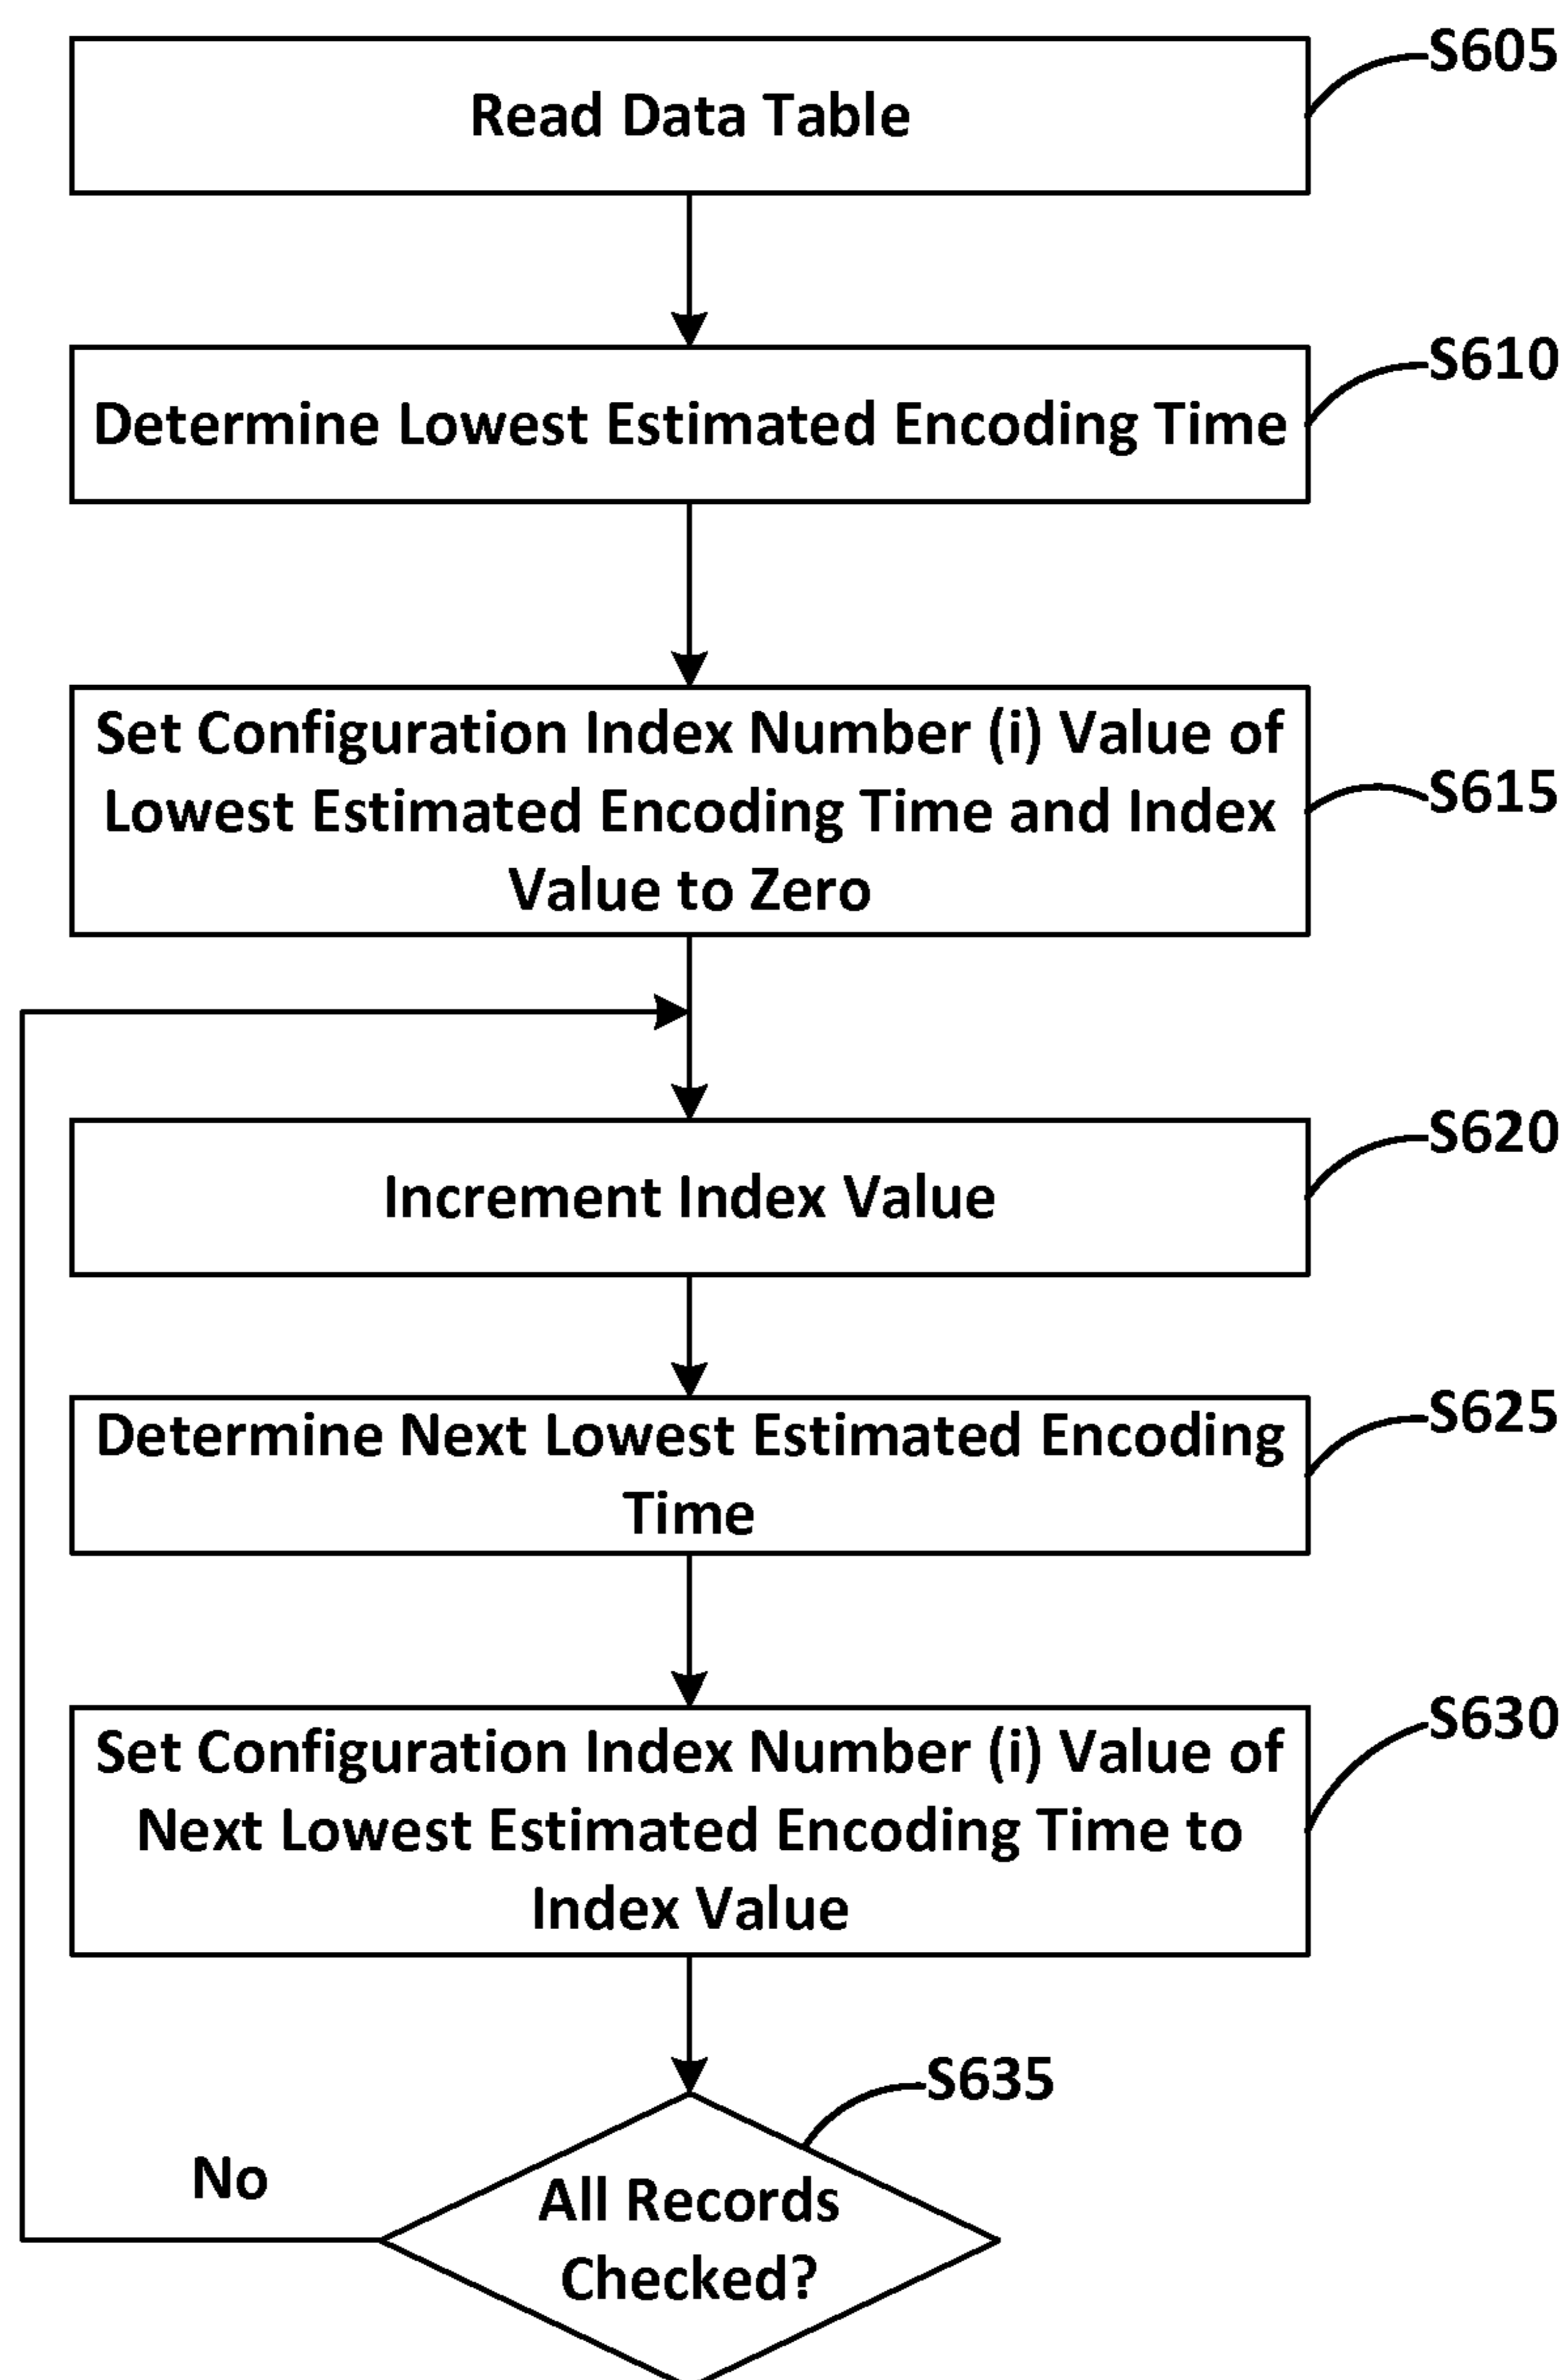 S605
Read Data Table
S610
Determine Lowest Estimated Encoding Time
Set Configuration Index Number (i) Value of
Lowest Estimated Encoding Time and Index
Value to Zero
S615
S620
Increment Index Value
S625
Determine Next Lowest Estimated Encoding
Time
S630
Set Configuration Index Number (i) Value of
Next Lowest Estimated Encoding Time to
Index Value
S635
No
All Records
Checked?